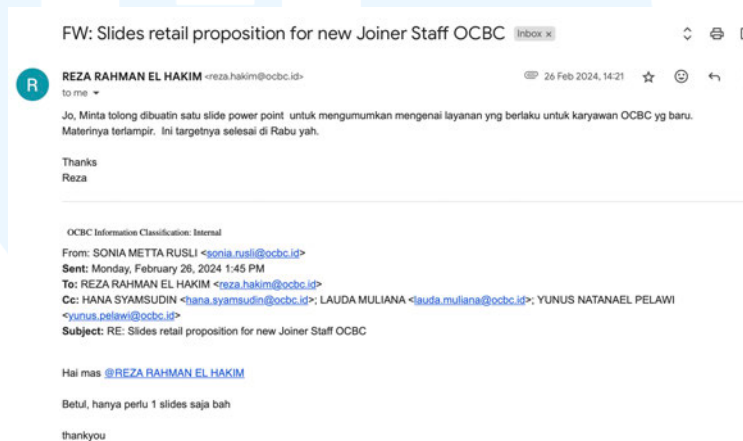 FW: Slides retail proposition for new Joiner Staff OCBC Inbox x
R
REZA RAHMAN EL HAKIM <reza.hakim@ocbc.id>
26 Feb 2024, 14:21
to me
Jo, Minta tolong dibuatin satu slide power point untuk mengumumkan mengenai layanan yng berlaku untuk karyawan OCBC yg baru.
Materinya terlampir. Ini targetnya selesai di Rabu yah.
Thanks
Reza
OCBC Information Classification: Internal
From: SONIA METTA RUSLI <sonia.rusli@ocbc.id>
Sent: Monday, February 26, 2024 1:45 PM
To: REZA RAHMAN EL HAKIM <reza.hakim@ocbc.id>
Cc: HANA SYAMSUDIN <hana.syamsudin@ocbc.id>; LAUDA MULIANA <lauda.muliana@ocbc.id>; YUNUS NATANAEL PELAWI
<yunus.pelawi@ocbc.id>
Subject: RE: Slides retail proposition for new Joiner Staff OCBC
Hai mas @REZA RAHMAN EL HAKIM
Betul, hanya perlu 1 slides saja bah
thankyou